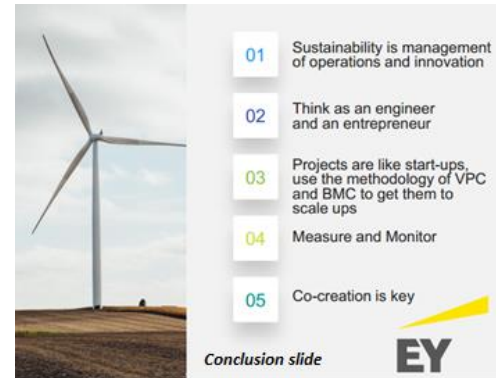 01
Sustainability is management
of operations and innovation
02
Think as an engineer
and an entrepreneur
03
Projects are like start-ups,
use the methodology of VPC
and BMC to get them to
scale ups
04
Measure and Monitor
05
Co-creation is key
Conclusion slide
EY